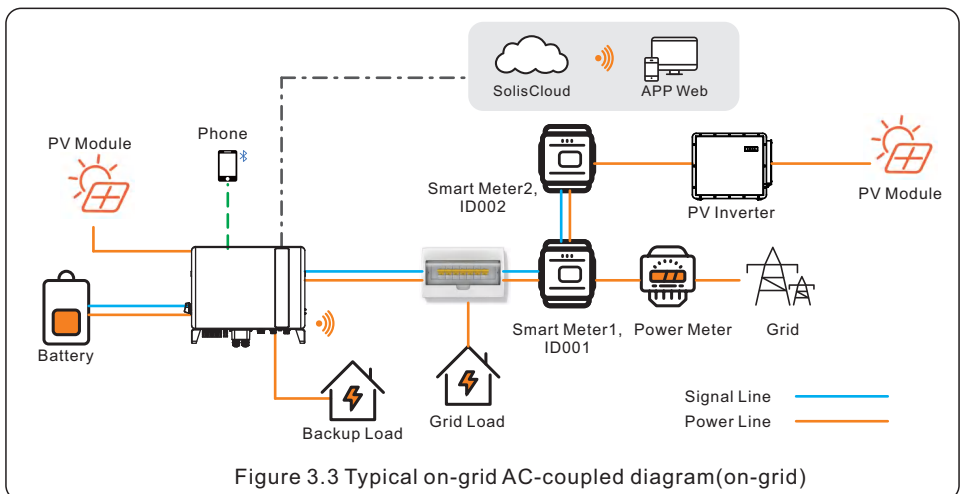 SolisCloud
APP Web
PV Module
Phone
Smart Meter2,
ID002
PV Inverter
PV Module
Battery
Smart Meter1,
ID001
Power Meter
Grid
Backup Load
Grid Load
Signal Line
Power Line
Figure 3.3 Typical on-grid AC-coupled diagram(on-grid)